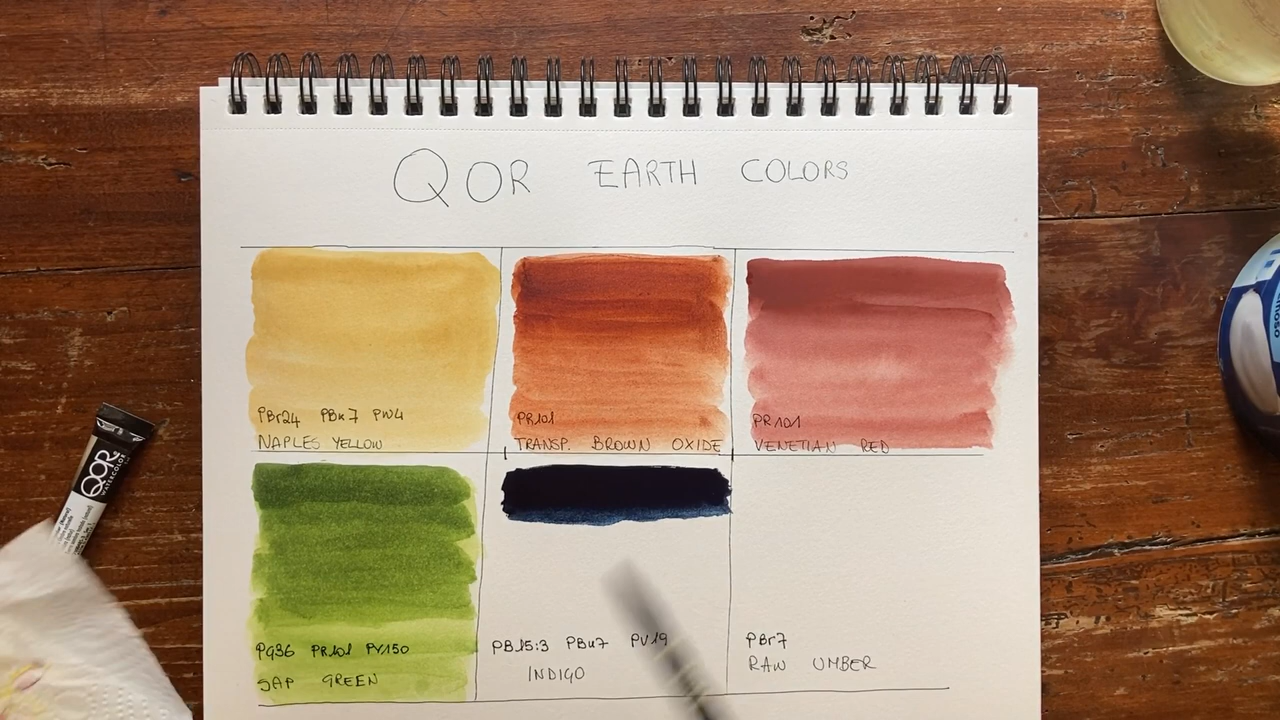 QOR EARTH COLORS
PBr24 PBk7 PW4
NAPLES YELLOW
PR101
TRANSP. BROWN OXIDE
PR101
VENETIAN RED
PG36 PR101 PY150
SAP GREEN
PB15:3 PBk7 PV19
INDIGO
PBr7
RAW UMBER
QOR
WATERCOLOR